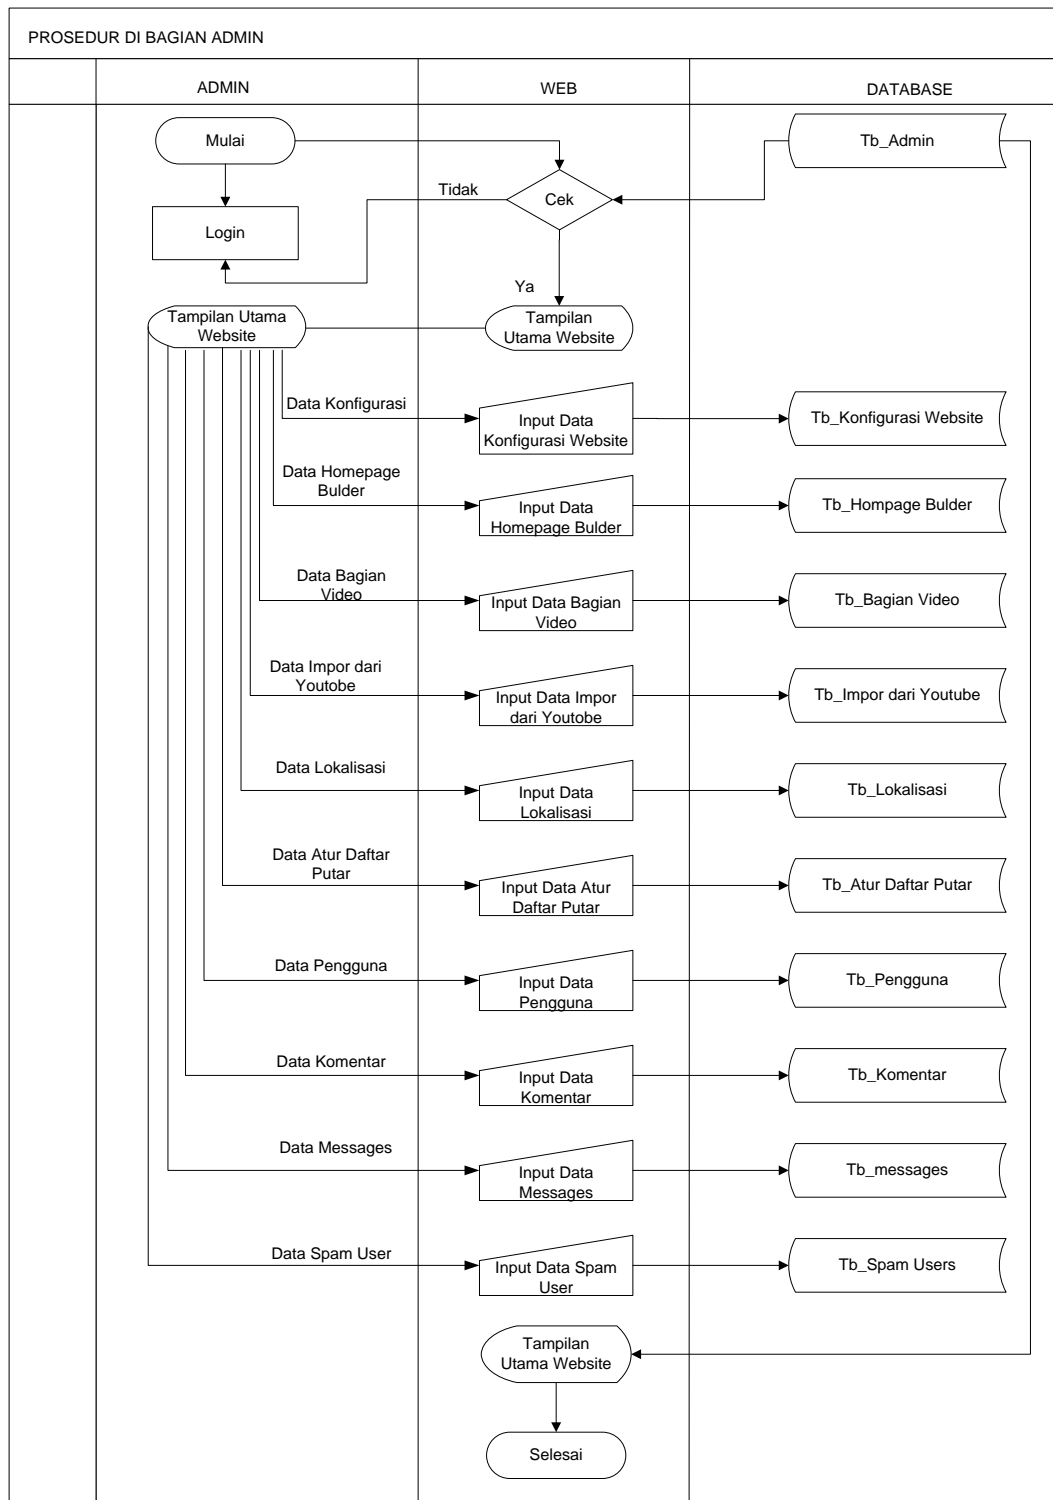 PROSEDUR DI BAGIAN ADMIN
ADMIN
WEB
DATABASE
Mulai
Tb_Admin
Tidak
Cek
Login
Ya
Tampilan Utama
Website
Tampilan
Utama Website
Data Konfigurasi
Input Data
Konfigurasi Website
Tb_Konfigurasi Website
Data Homepage
Bulder
Input Data
Homepage Bulder
Tb_Hompage Bulder
Data Bagian
Video
Input Data Bagian
Video
Tb_Bagian Video
Data Impor dari
Youtobe
Input Data Impor
dari Youtobe
Tb_Impor dari Youtube
Data Lokalisasi
Input Data
Lokalisasi
Tb_Lokalisasi
Data Atur Daftar
Putar
Input Data Atur
Daftar Putar
Tb_Atur Daftar Putar
Data Pengguna
Input Data
Pengguna
Tb_Pengguna
Data Komentar
Input Data
Komentar
Tb_Komentar
Data Messages
Input Data
Messages
Tb_messages
Data Spam User
Input Data Spam
User
Tb_Spam Users
Tampilan
Utama Website
Selesai